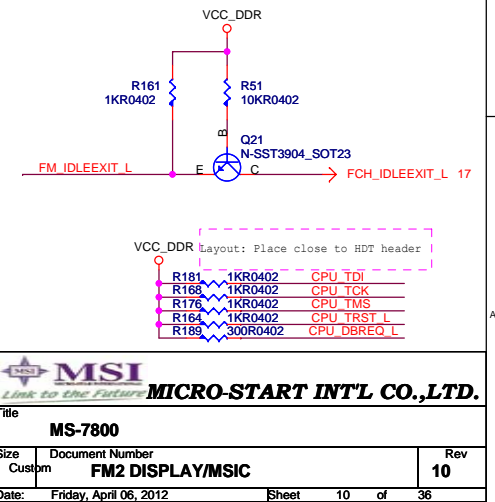 VCC_DDR
R161
1KR0402
R51
10KR0402
B
Q21
N-SST3904_SOT23
FM_IDLEEXIT_L
E
C
FCH_IDLEEXIT_L 17
VCC_DDR
Layout: Place close to HDT header
R181 1KR0402 CPU_TDI
R168 1KR0402 CPU_TCK
R176 1KR0402 CPU_TMS
R164 1KR0402 CPU_TRST_L
R189 300R0402 CPU_DBREQ_L
A
MSI
Link to the Future
MICRO-START INT'L CO.,LTD.
Title
MS-7800
Size Document Number Rev
Custom FM2 DISPLAY/MSIC 10
Date: Friday, April 06, 2012 Sheet 10 of 36